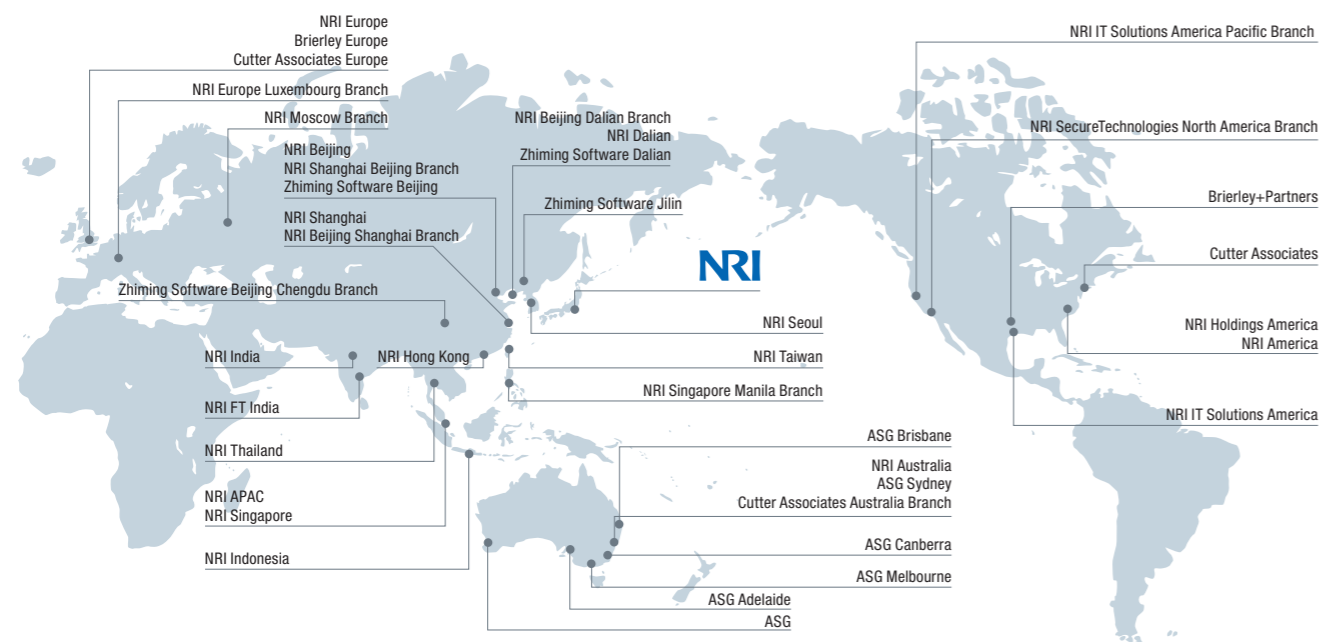 NRI Europe
Brierley Europe
Cutter Associates Europe
NRI Europe Luxembourg Branch
NRI Moscow Branch
NRI Beijing
NRI Shanghai Beijing Branch
Zhiming Software Beijing
NRI Shanghai
NRI Beijing Shanghai Branch
Zhiming Software Beijing Chengdu Branch
NRI India
NRI Hong Kong
NRI FT India
NRI Thailand
NRI APAC
NRI Singapore
NRI Indonesia
NRI Beijing Dalian Branch
NRI Dalian
Zhiming Software Dalian
Zhiming Software Jilin
NRI
NRI Seoul
NRI Taiwan
NRI Singapore Manila Branch
ASG Brisbane
NRI Australia
ASG Sydney
Cutter Associates Australia Branch
ASG Canberra
ASG Melbourne
ASG Adelaide
ASG
NRI IT Solutions America Pacific Branch
NRI SecureTechnologies North America Branch
Brierley+Partners
Cutter Associates
NRI Holdings America
NRI America
NRI IT Solutions America